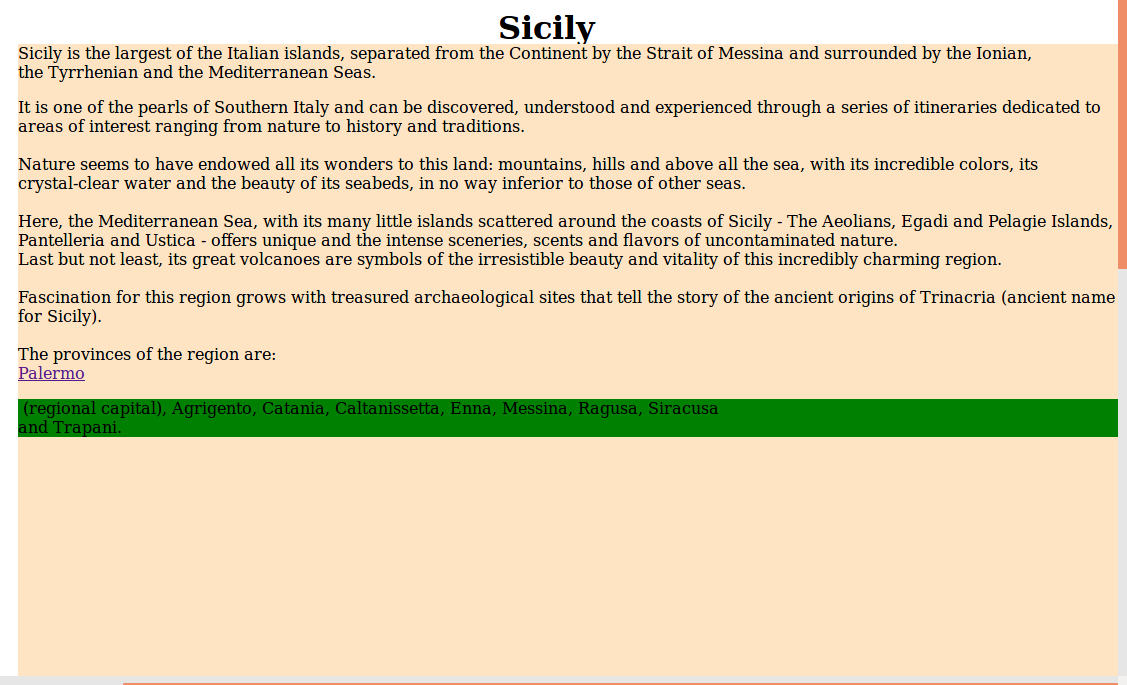 Sicily
Sicily is the largest of the Italian islands, separated from the Continent by the Strait of Messina and surrounded by the Ionian,
the Tyrrhenian and the Mediterranean Seas.
It is one of the pearls of Southern Italy and can be discovered, understood and experienced through a series of itineraries dedicated to
areas of interest ranging from nature to history and traditions.
Nature seems to have endowed all its wonders to this land: mountains, hills and above all the sea, with its incredible colors, its
crystal-clear water and the beauty of its seabeds, in no way inferior to those of other seas.
Here, the Mediterranean Sea, with its many little islands scattered around the coasts of Sicily - The Aeolians, Egadi and Pelagie Islands,
Pantelleria and Ustica - offers unique and the intense sceneries, scents and flavors of uncontaminated nature.
Last but not least, its great volcanoes are symbols of the irresistible beauty and vitality of this incredibly charming region.
Fascination for this region grows with treasured archaeological sites that tell the story of the ancient origins of Trinacria (ancient name
for Sicily).
The provinces of the region are:
Palermo
(regional capital), Agrigento, Catania, Caltanissetta, Enna, Messina, Ragusa, Siracusa
and Trapani.